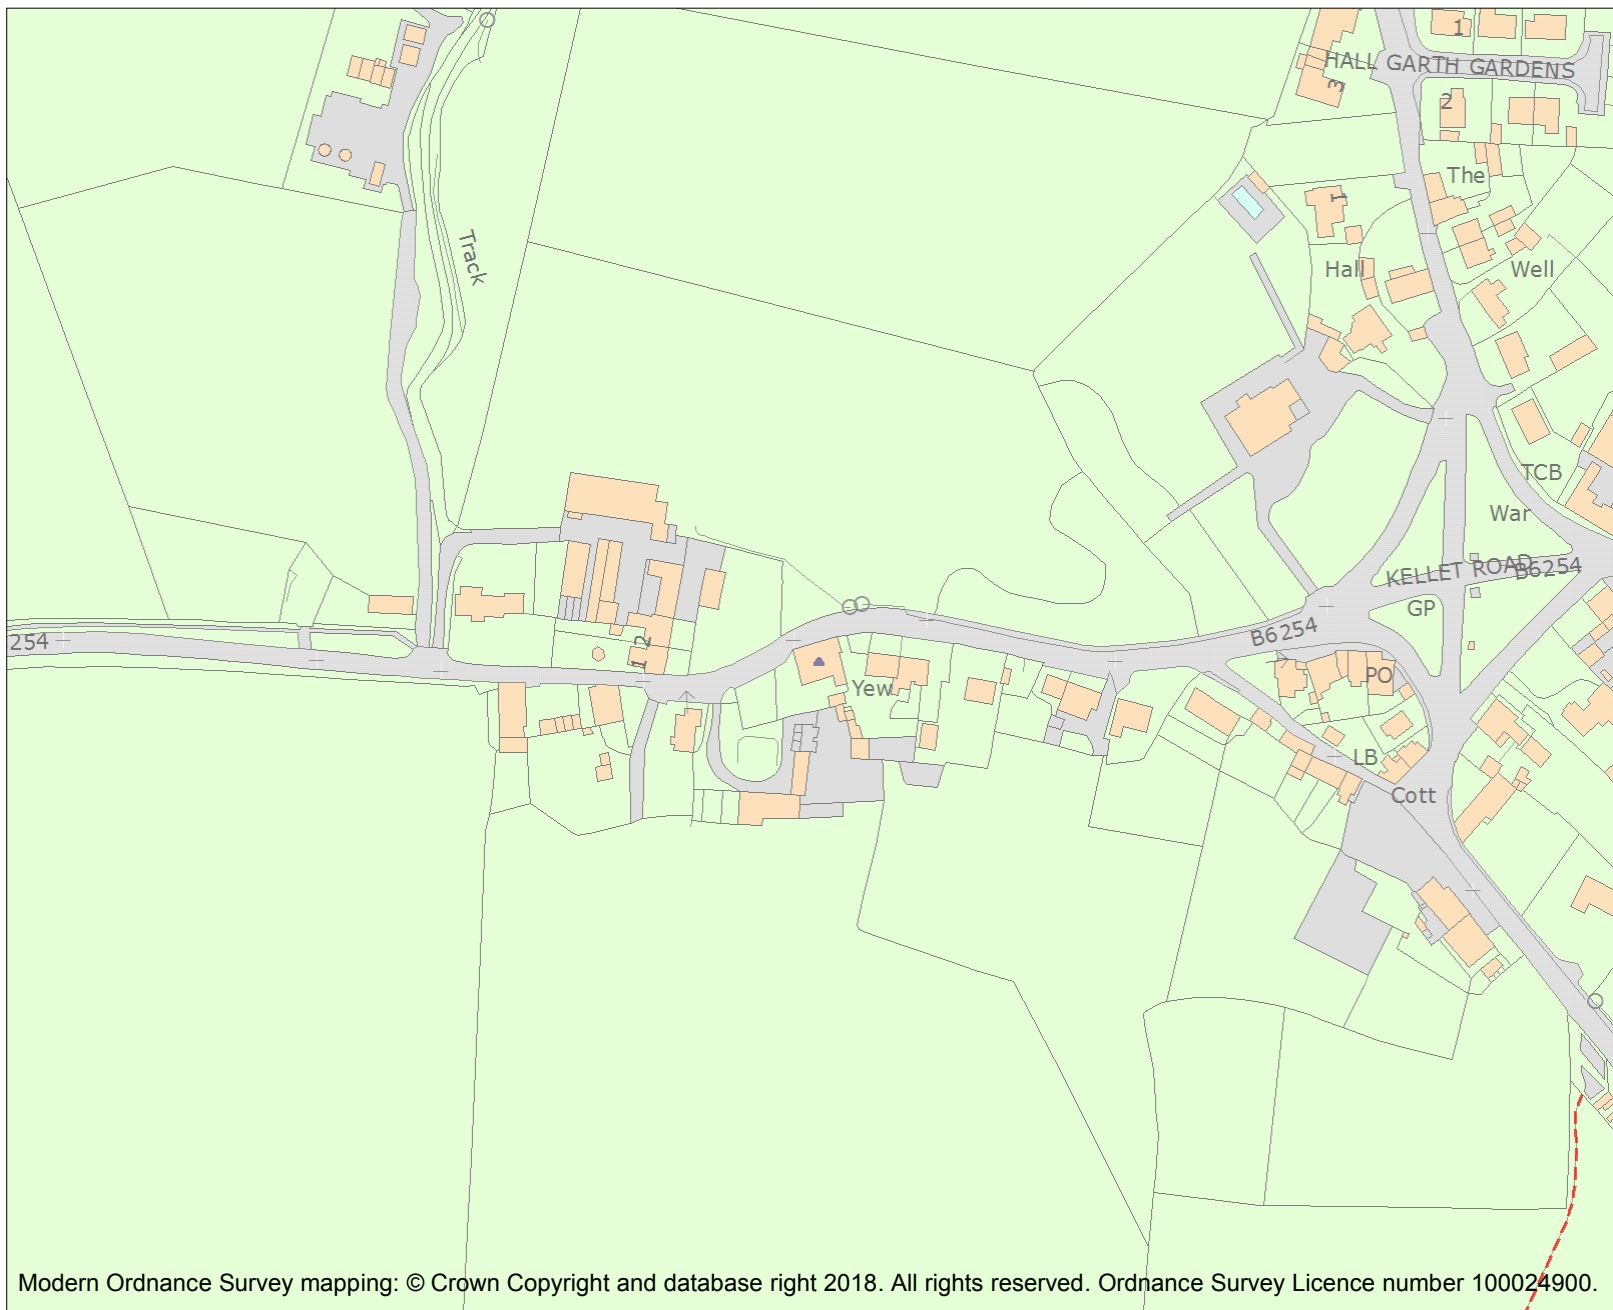 1
HALL GARTH GARDENS
3
2
The
1
Track
Hall
Well
TCB
War
KELLET ROAD
B6254
GP
B6254
254
2
1
PO
Yew
LB
Cott
Modern Ordnance Survey mapping: © Crown Copyright and database right 2018. All rights reserved. Ordnance Survey Licence number 100024900.